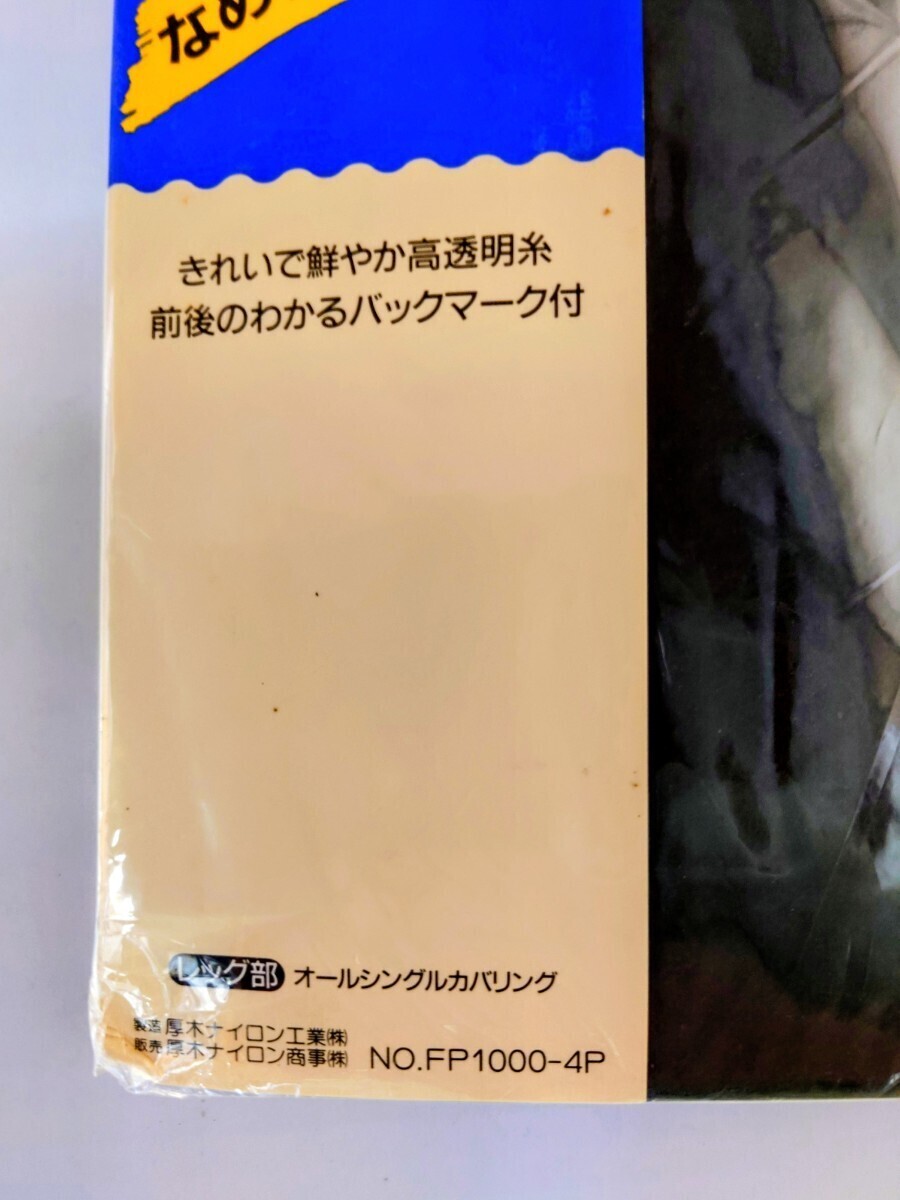 なめ
きれいで鮮やか高透明糸
前後のわかるバックマーク付
レッグ部 オールシングルカバリング
製造 厚木ナイロン工業㈱
販売 厚木ナイロン商事㈱ NO.FP1000-4P